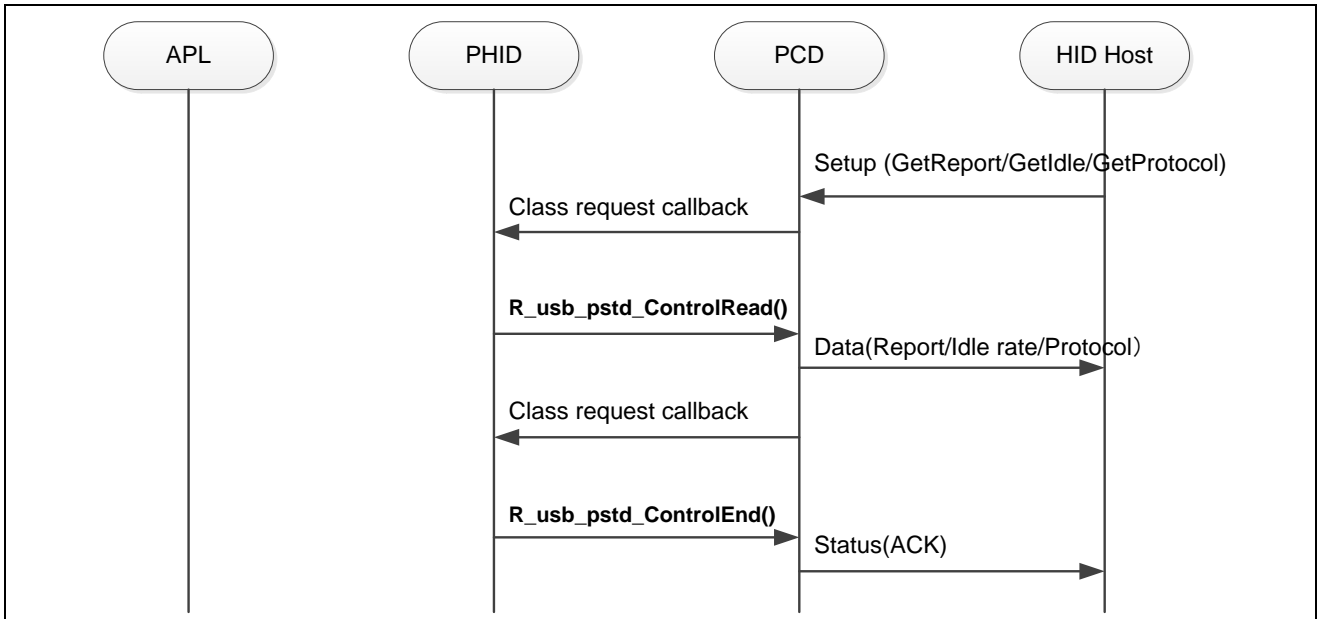 APL
PHID
PCD
HID Host
Setup (GetReport/GetIdle/GetProtocol)
Class request callback
R_usb_pstd_ControlRead()
Data(Report/Idle rate/Protocol）
Class request callback
R_usb_pstd_ControlEnd()
Status(ACK)